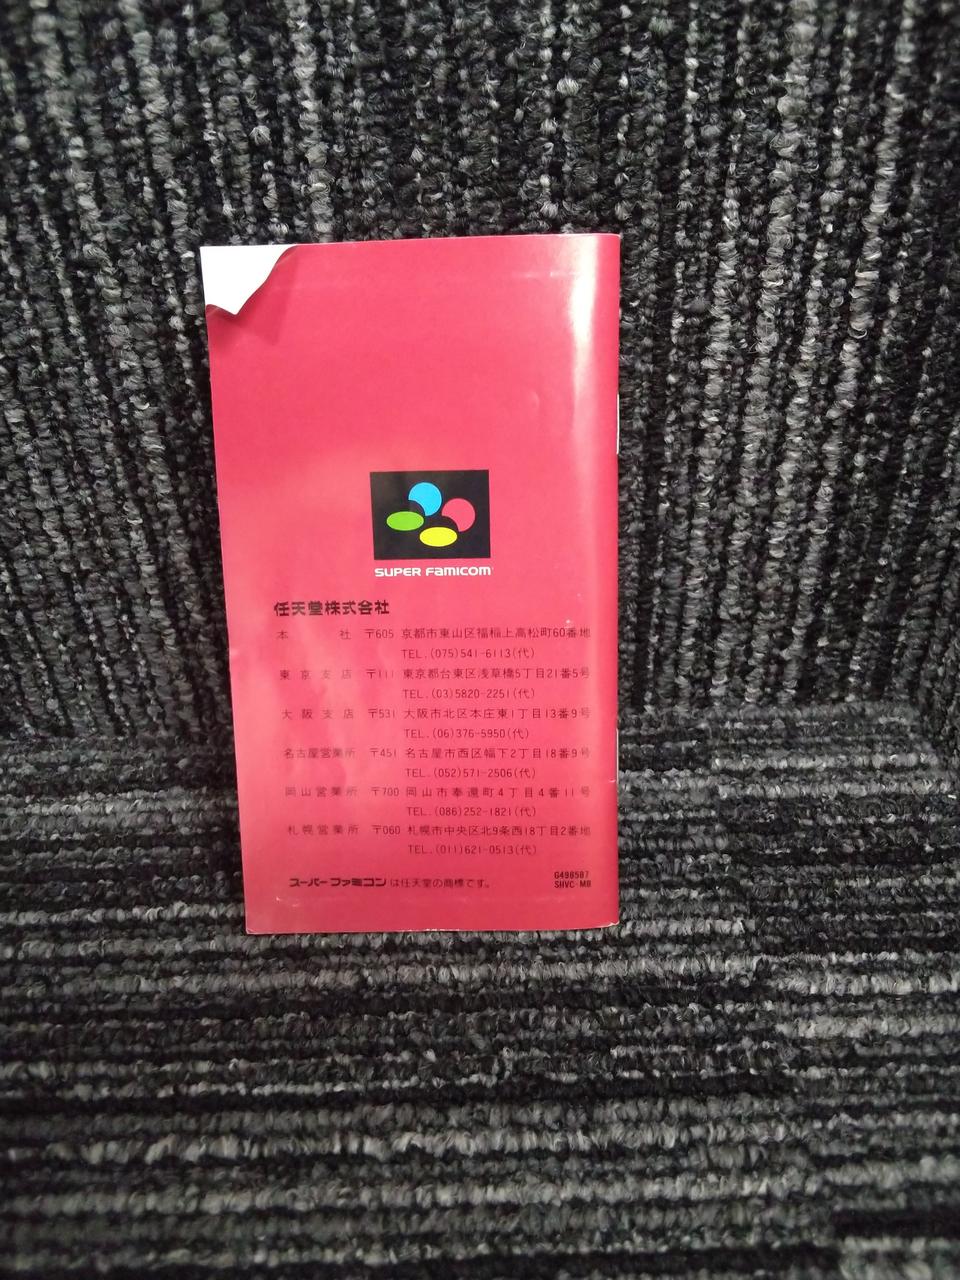 SUPER FAMICOM
任天堂株式会社
本 社 〒605 京都市東山区福稲上高松町60番地
TEL.(075)541-6113(代)
東京支店 〒111 東京都台東区浅草橋5丁目21番5号
TEL.(03)5820-2251(代)
大阪支店 〒531 大阪市北区本庄東1丁目13番9号
TEL.(06)376-5950(代)
名古屋営業所 〒451 名古屋市西区幅下2丁目18番9号
TEL.(052)571-2506(代)
岡山営業所 〒700 岡山市奉還町4丁目4番11号
TEL.(086)252-1821(代)
札幌営業所 〒060 札幌市中央区北9条西18丁目2番地
TEL.(011)621-0513(代)
スーパーファミコンは任天堂の商標です。
G498587
SHVC-MB